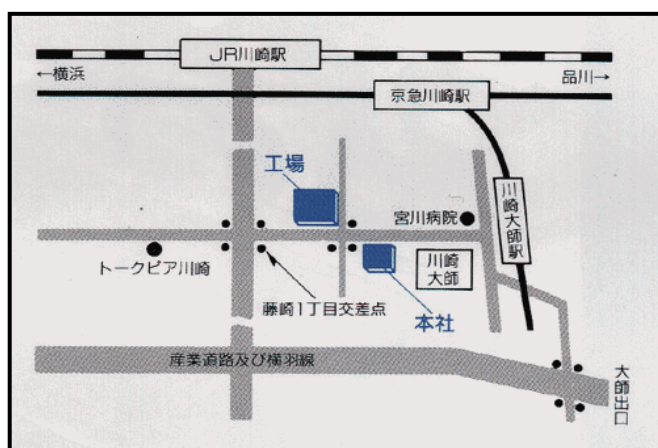 JR川崎駅
←横浜
品川→
京急川崎駅
工場
宮川病院
川崎大師駅
トークピア川崎
川崎
大師
藤崎1丁目交差点
本社
産業道路及び横羽線
大師出口